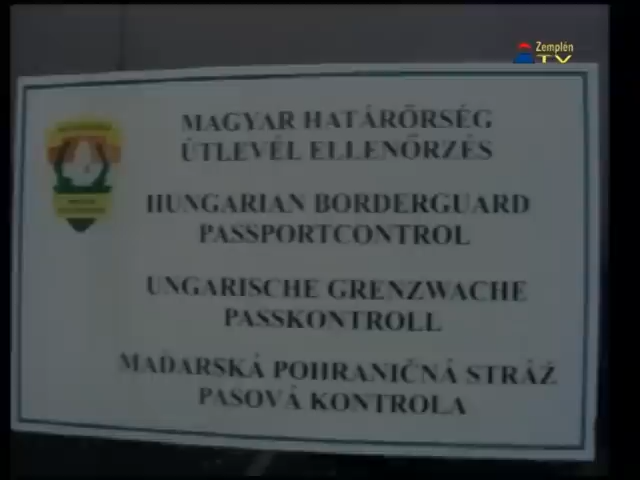 Zemplén
TV
MAGYAR HATÁRŐRSÉG
ÚTLEVÉL ELLENŐRZÉS
HUNGARIAN BORDERGUARD
PASSPORTCONTROL
UNGARISCHE GRENZWACHE
PASSKONTROLL
MAĎARSKÁ POHRANIČNÁ STRÁŽ
PASOVÁ KONTROLA